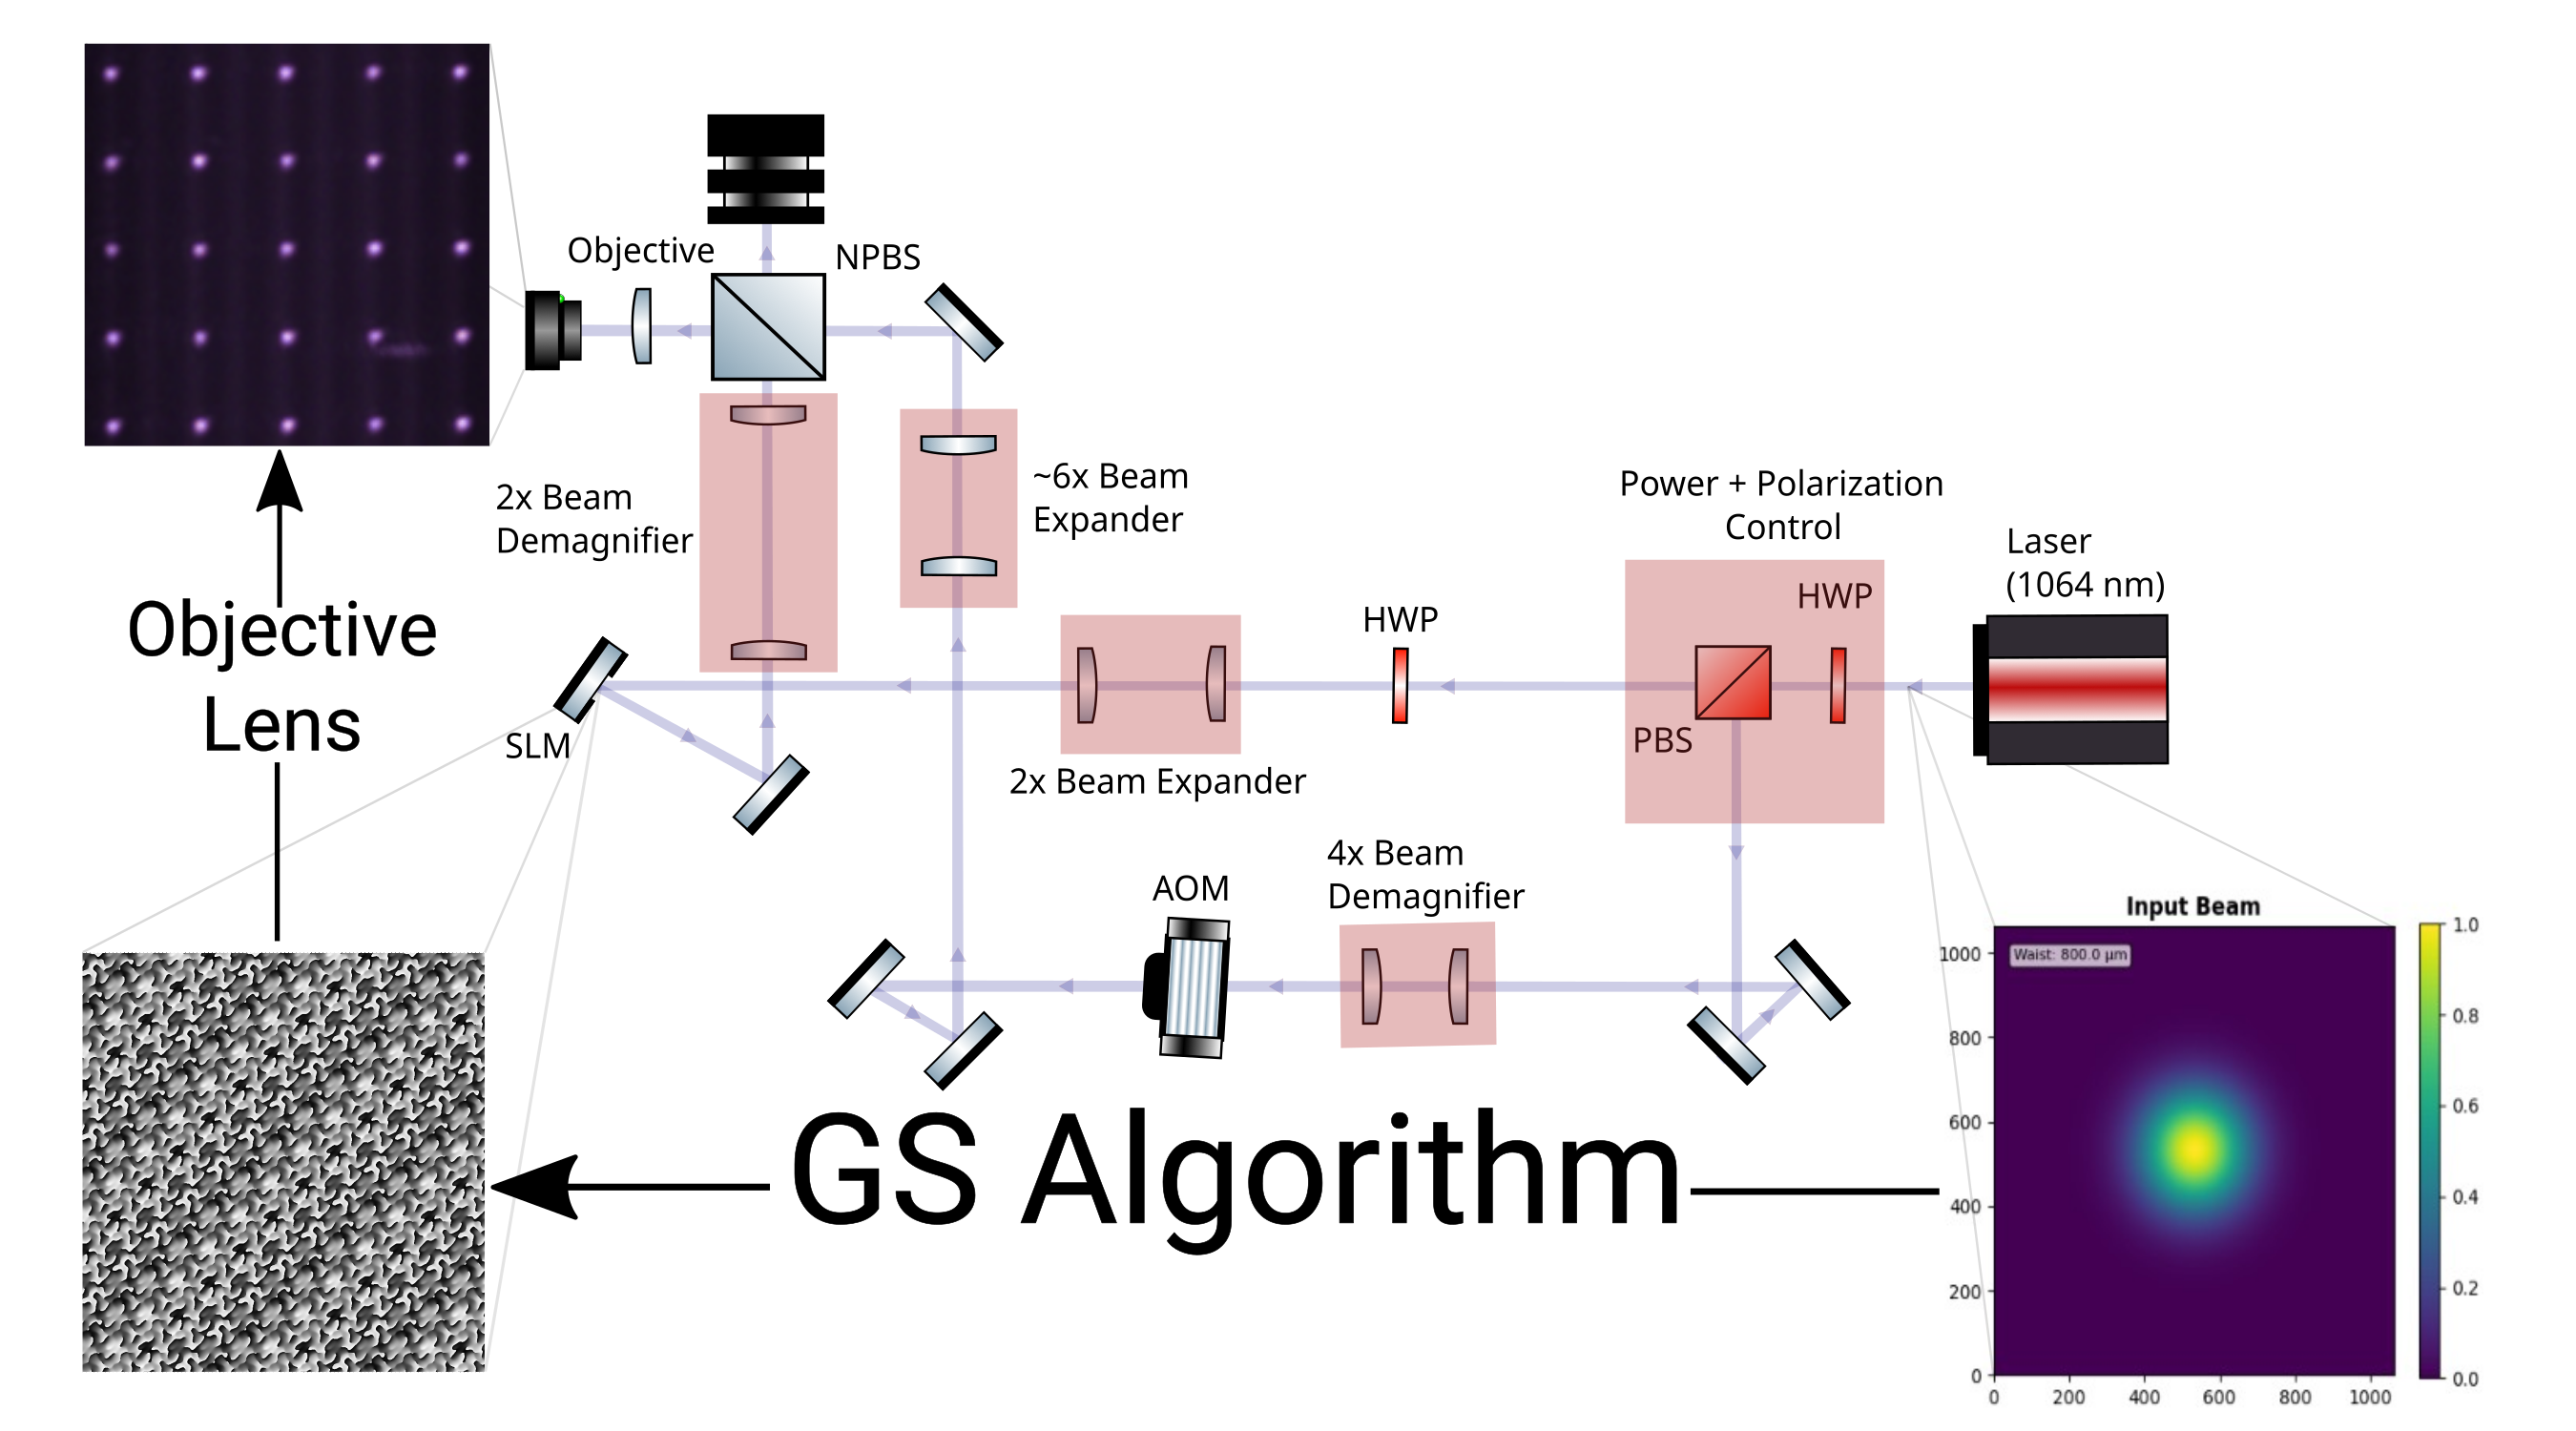 Objective
NPBS
2x Beam
Demagnifier
~6x Beam
Expander
Power + Polarization
Control
Laser
(1064 nm)
HWP
HWP
PBS
Objective
Lens
SLM
2x Beam Expander
4x Beam
Demagnifier
AOM
GS Algorithm
Input Beam
Waist: 800.0 µm
1000
800
600
400
200
0
0 200 400 600 800 1000
1.0
0.8
0.6
0.4
0.2
0.0